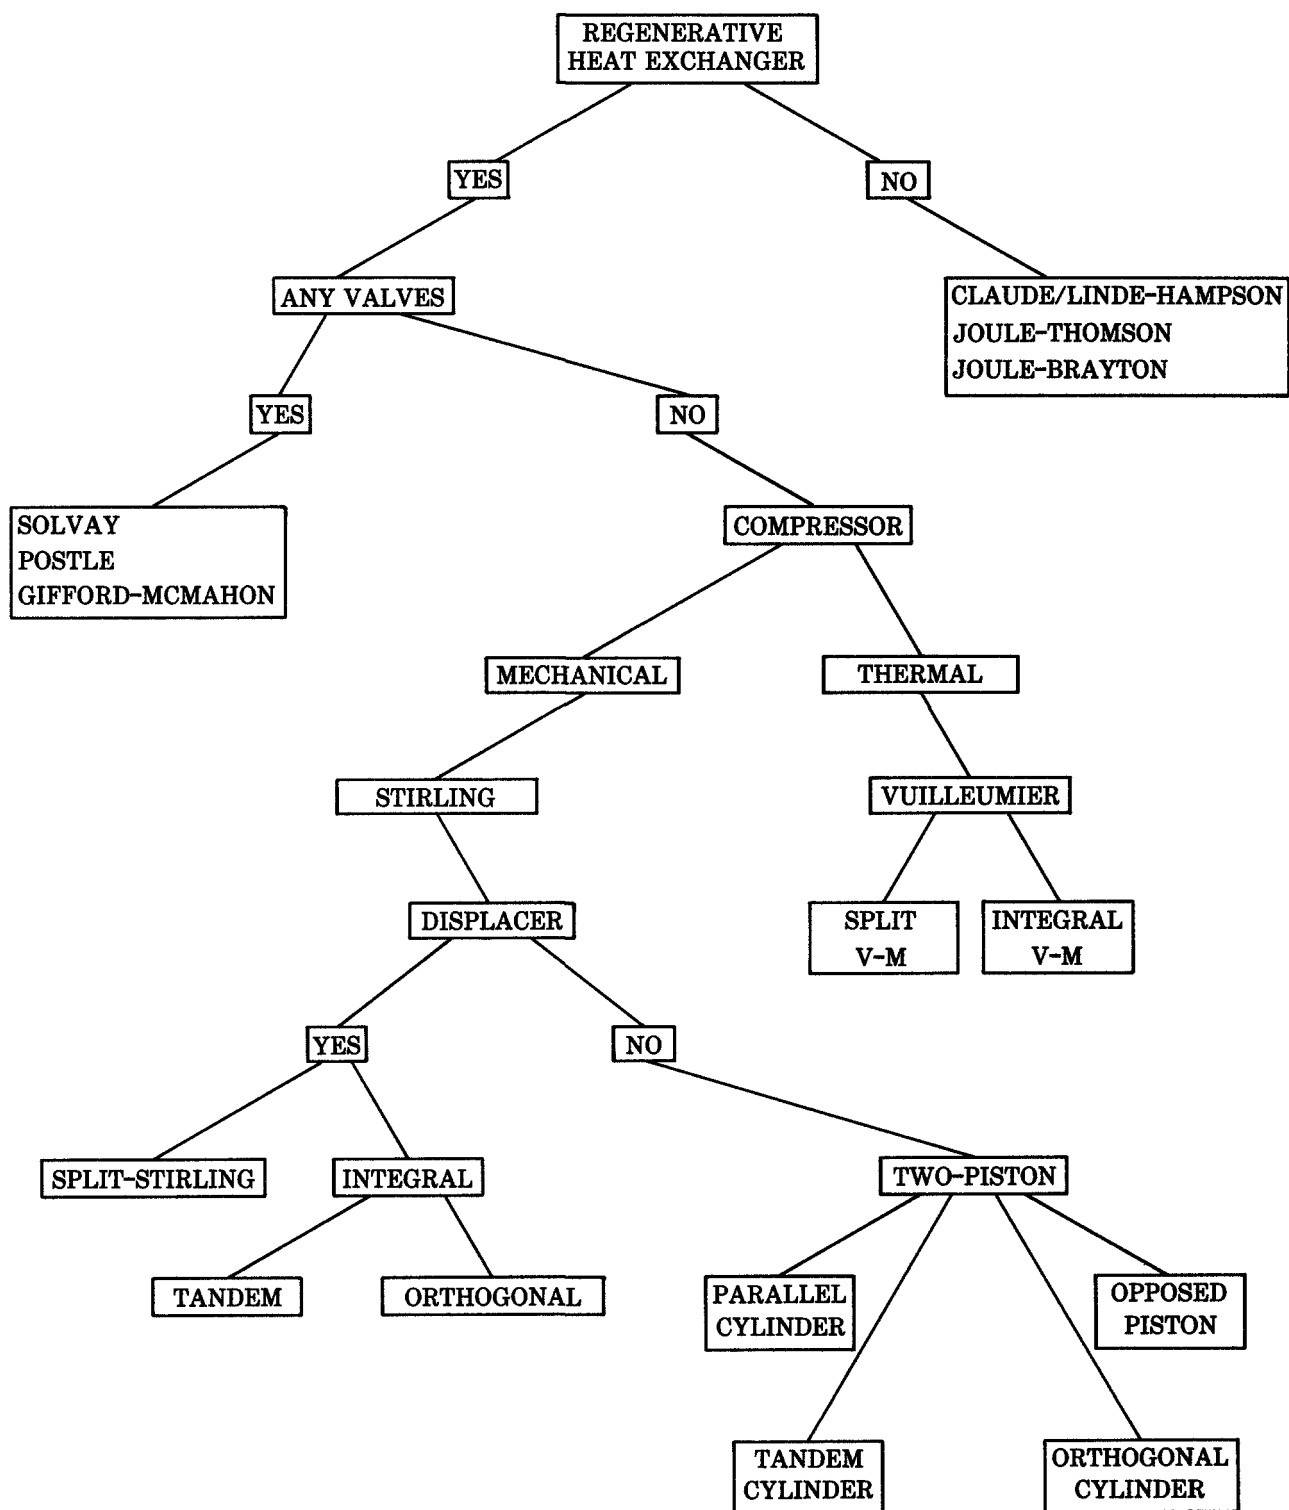 REGENERATIVE
HEAT EXCHANGER
YES
NO
ANY VALVES
CLAUDE/LINDE-HAMPSON
JOULE-THOMSON
JOULE-BRAYTON
YES
NO
SOLVAY
POSTLE
GIFFORD-MCMAHON
COMPRESSOR
MECHANICAL
THERMAL
STIRLING
VUILLEUMIER
DISPLACER
SPLIT
V-M
INTEGRAL
V-M
YES
NO
SPLIT-STIRLING
INTEGRAL
TWO-PISTON
TANDEM
ORTHOGONAL
PARALLEL
CYLINDER
OPPOSED
PISTON
TANDEM
CYLINDER
ORTHOGONAL
CYLINDER